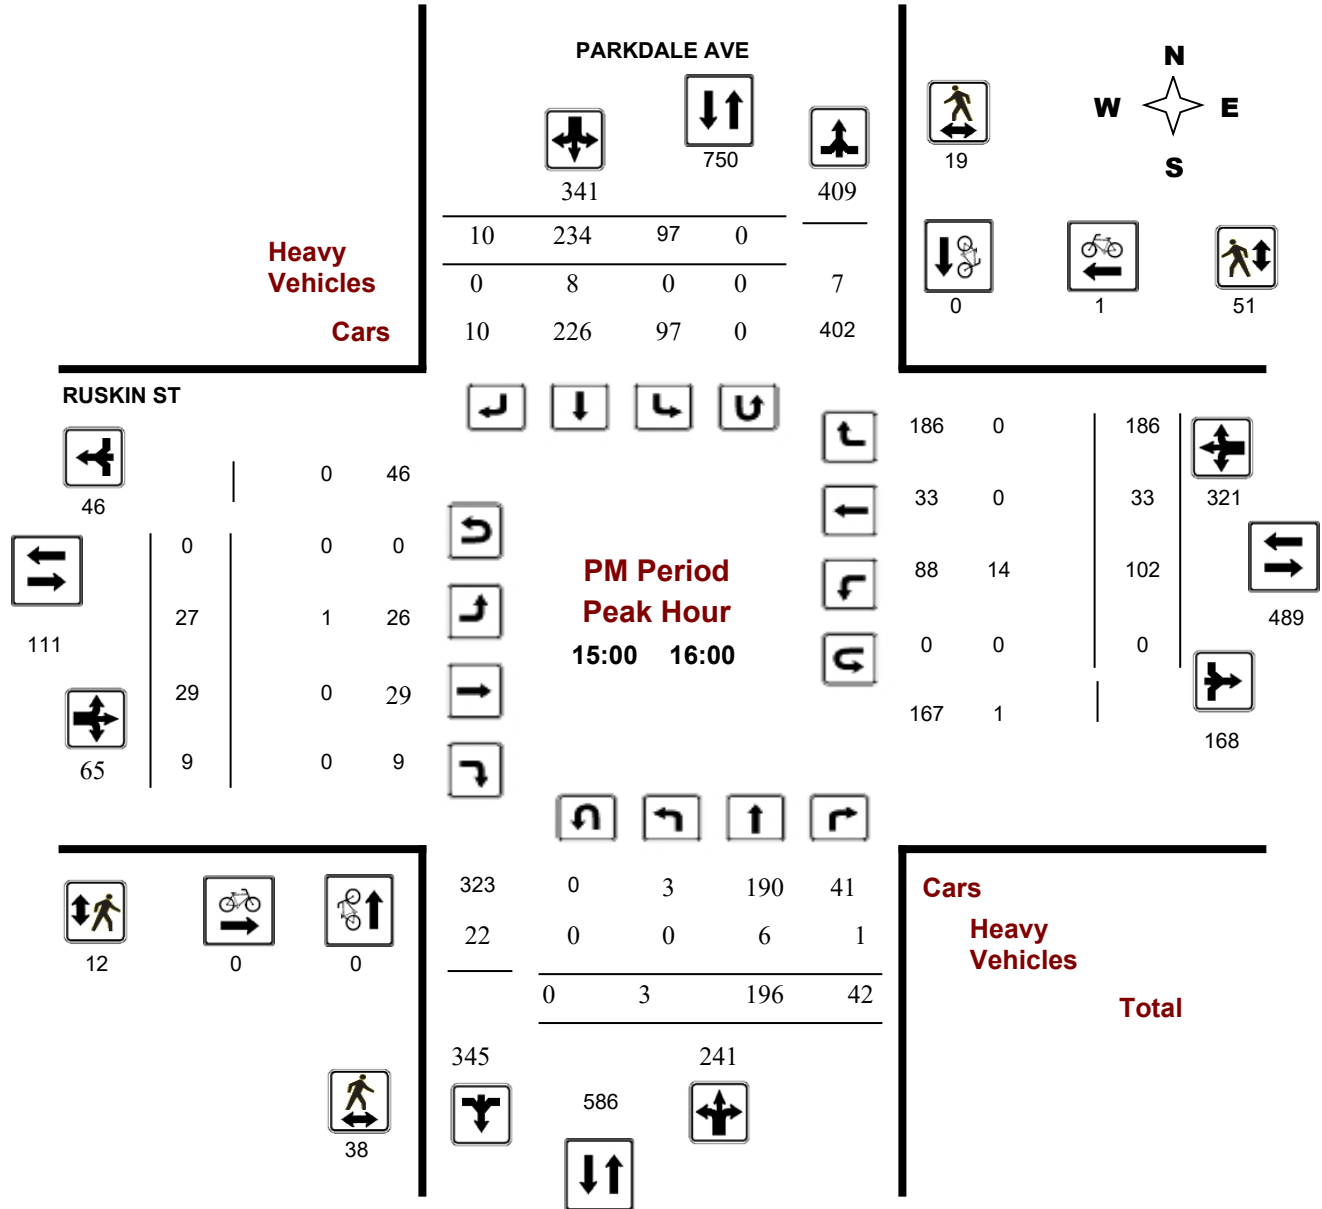 PARKDALE AVE
N
W E
S
750
19
341 409
10 234 97 0
Heavy
Vehicles
0 8 0 0 7
0 1 51
Cars
10 226 97 0 402
RUSKIN ST
186 0 186
0 46
46
33 0 33 321
0 0 0
PM Period
88 14 102
Peak Hour
27 1 26
489
111
15:00 16:00
0 0 0
29 0 29
167 1
168
65 9 0 9
323 0 3 190 41
Cars
22 0 0 6 1
Heavy
Vehicles
12 0 0
0 3 196 42
Total
345 241
586
38